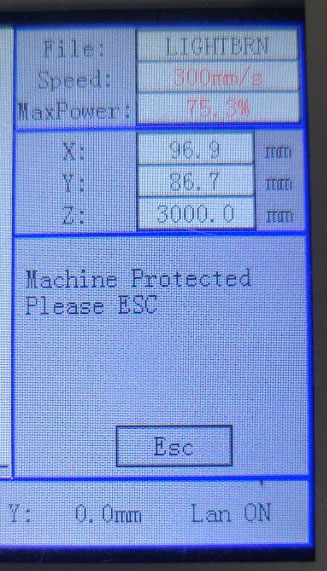 File: LIGHTBRN
Speed: 300mm/s
MaxPower: 75.3%
X: 96.9 mm
Y: 86.7 mm
Z: 3000.0 mm
Machine Protected
Please ESC
Esc
Y: 0.0mm Lan ON